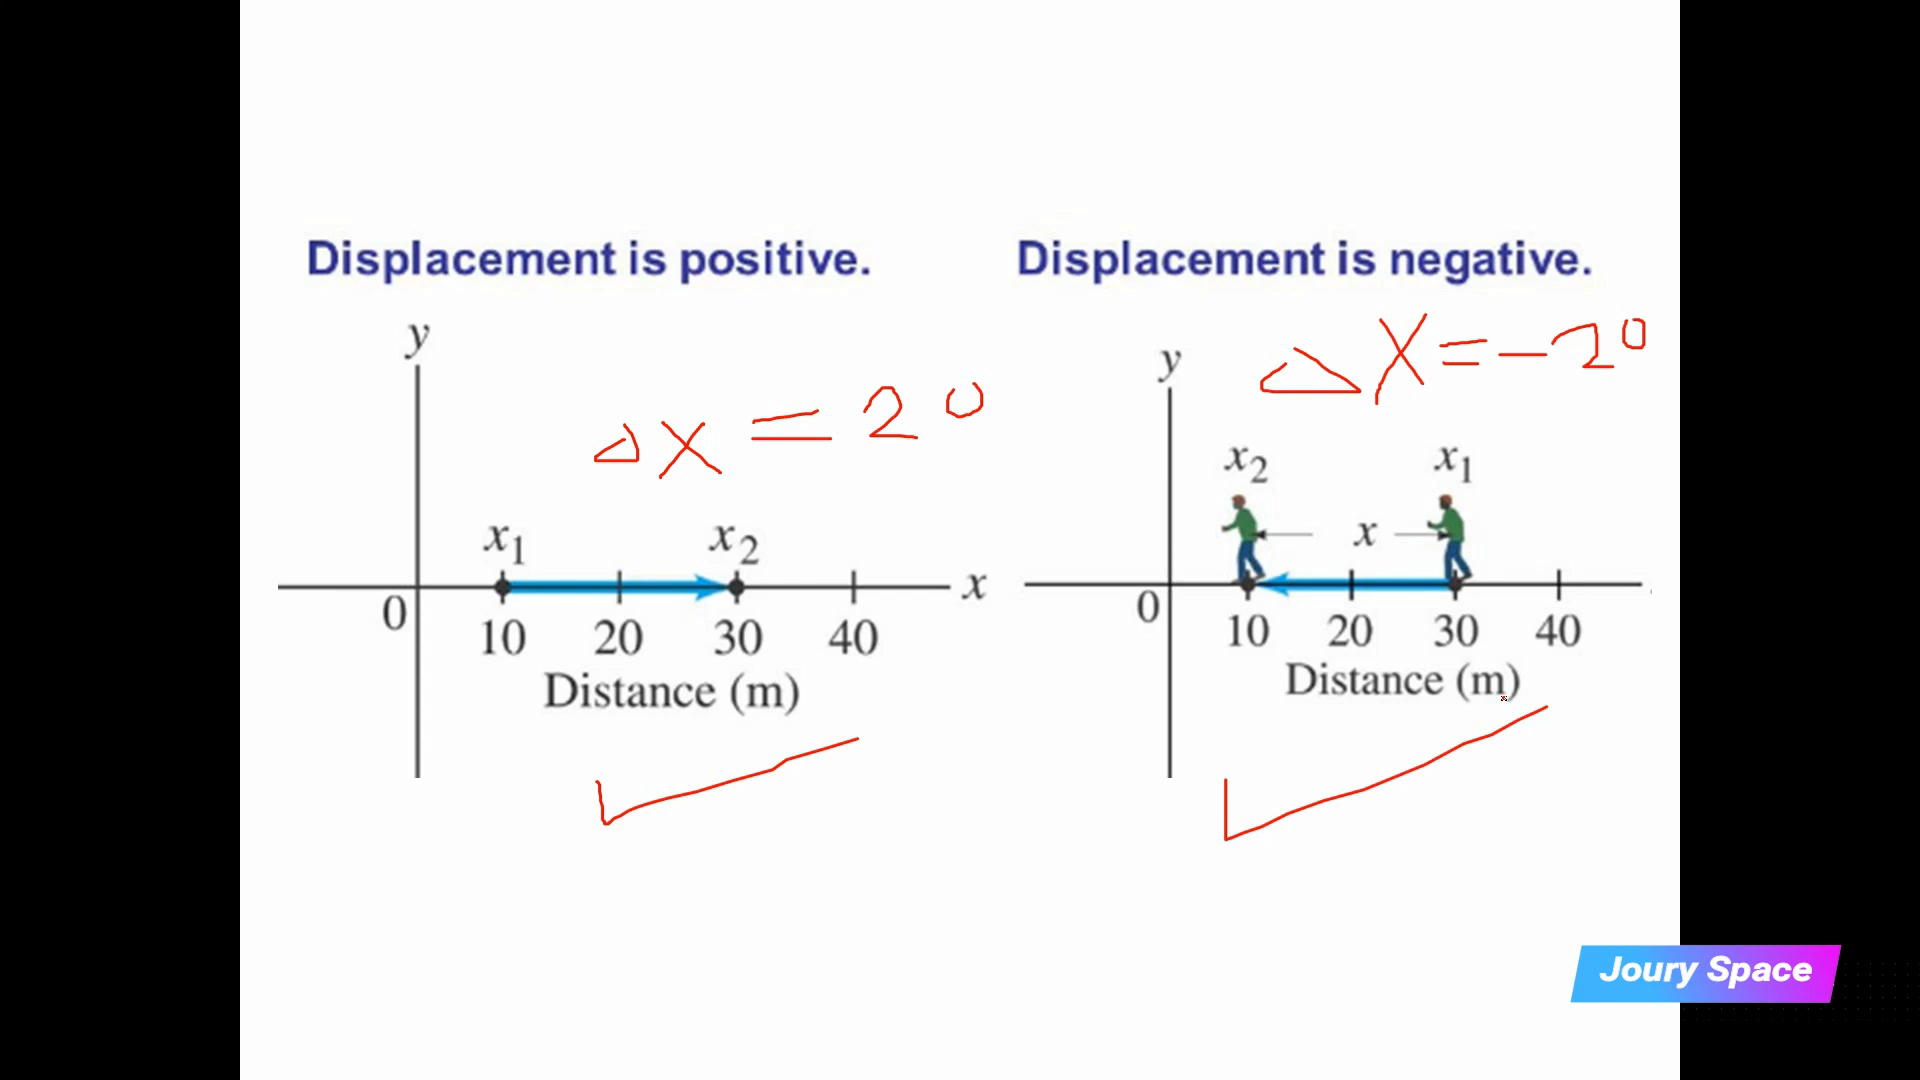 Displacement is positive.
y
Δx = 20
x1 x2
x
0
10 20 30 40
Distance (m)
Displacement is negative.
ΔX = -20
y
x2 x1
x
0
10 20 30 40
Distance (m)
Joury Space